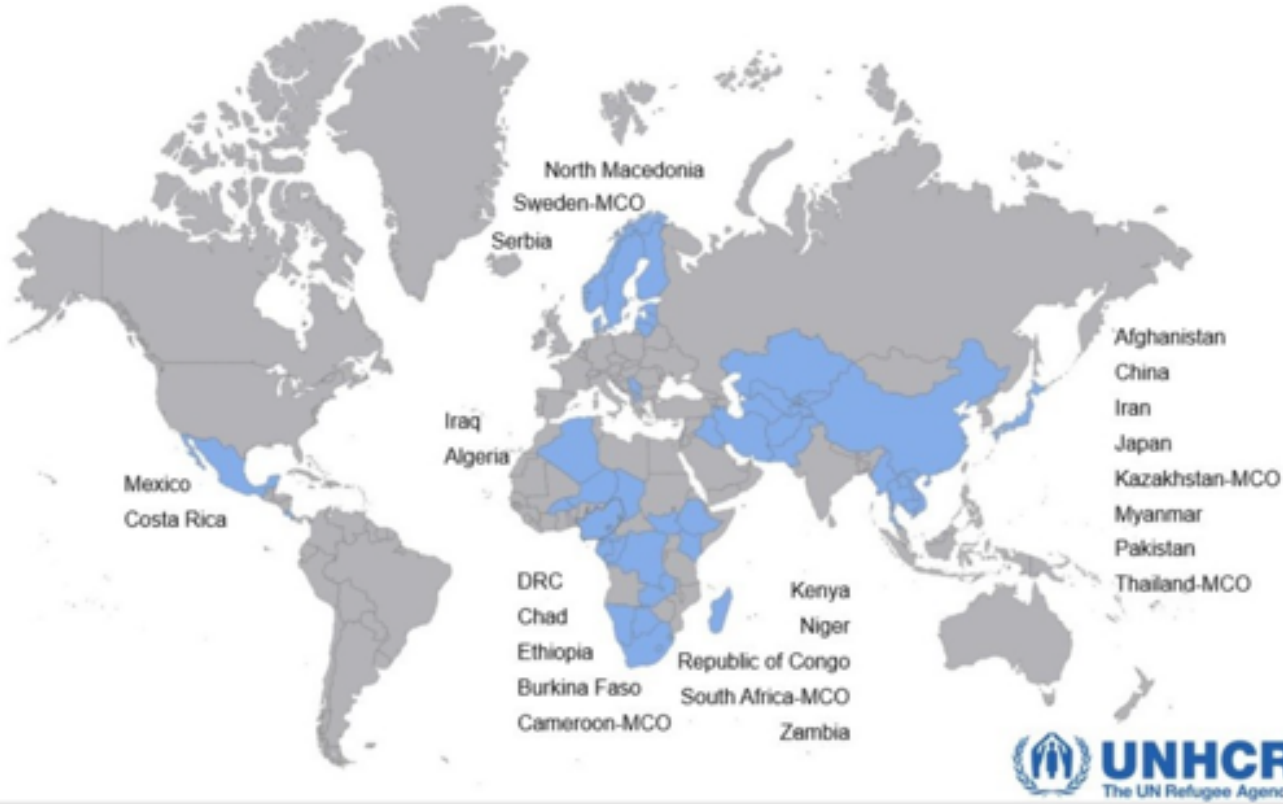 North Macedonia
Sweden-MCO
Serbia
Iraq
Algeria
Mexico
Costa Rica
Afghanistan
China
Iran
Japan
Kazakhstan-MCO
Myanmar
Pakistan
Thailand-MCO
DRC
Chad
Ethiopia
Burkina Faso
Cameroon-MCO
Kenya
Niger
Republic of Congo
South Africa-MCO
Zambia
UNHCR
The UN Refugee Agenc